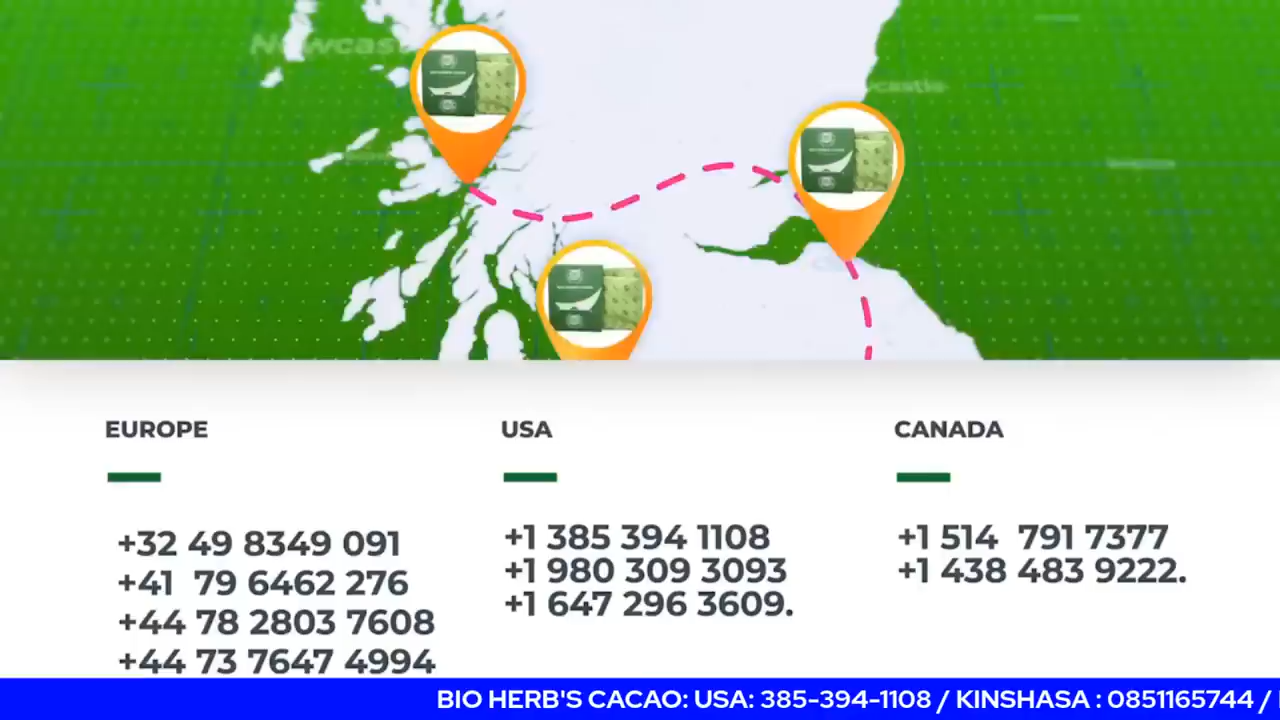 Newcast
castle
EUROPE
+32 49 8349 091
+41 79 6462 276
+44 78 2803 7608
+44 73 7647 4994
USA
+1 385 394 1108
+1 980 309 3093
+1 647 296 3609.
CANADA
+1 514 791 7377
+1 438 483 9222.
BIO HERB'S CACAO: USA: 385-394-1108 / KINSHASA : 0851165744 /